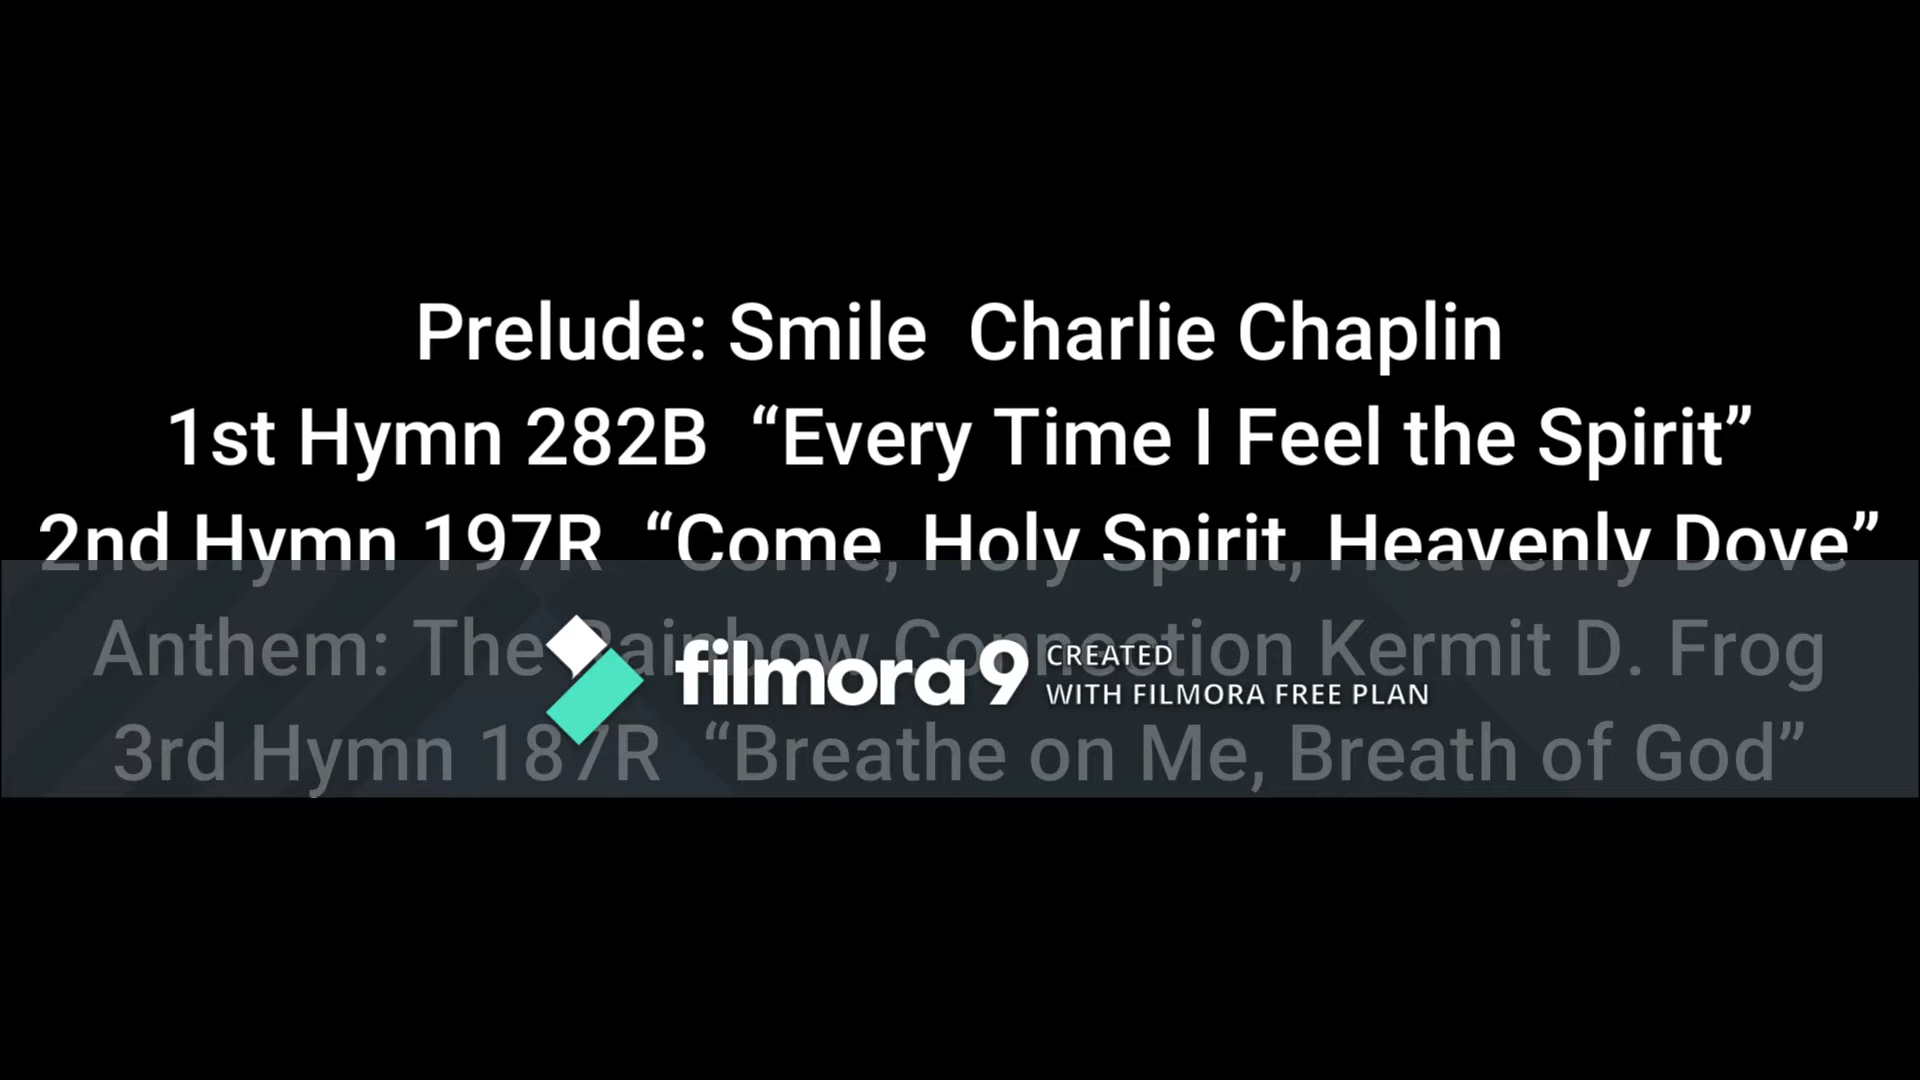 Prelude: Smile  Charlie Chaplin
1st Hymn 282B  “Every Time I Feel the Spirit”
2nd Hymn 197R  “Come, Holy Spirit, Heavenly Dove”
Anthem: The Rainbow Connection Kermit D. Frog
filmora9 CREATED
WITH FILMORA FREE PLAN
3rd Hymn 187R  “Breathe on Me, Breath of God”